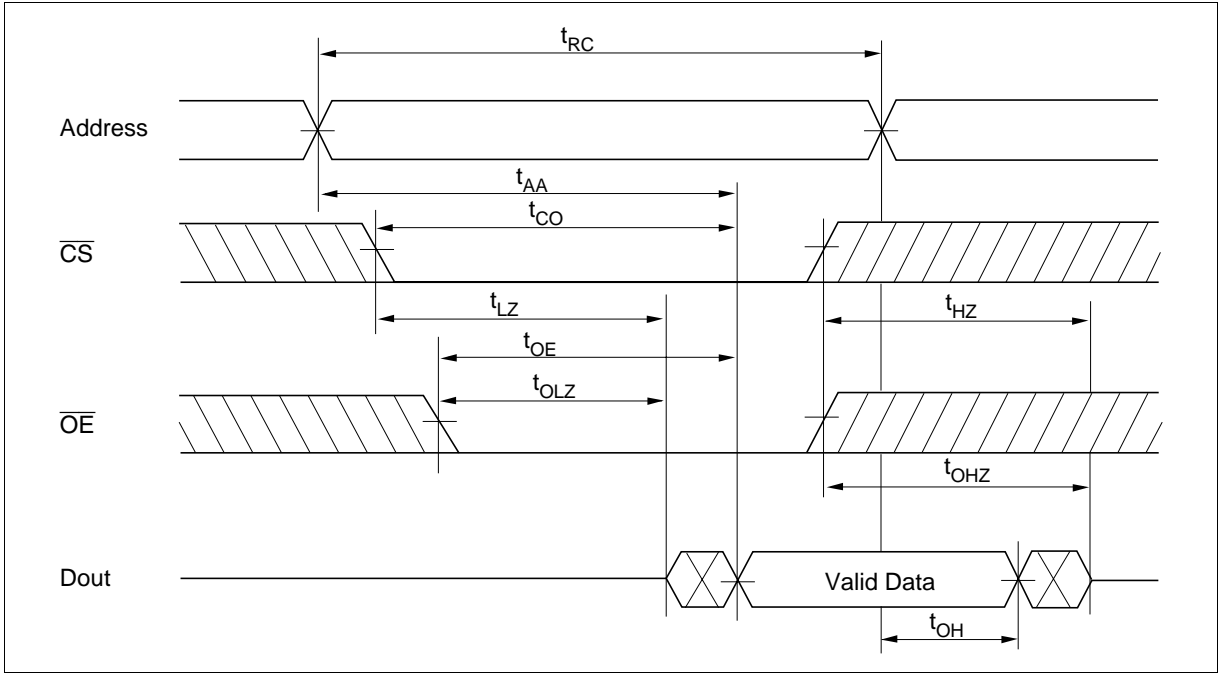 tRC
Address
tAA
tCO
CS
tLZ
tHZ
tOE
tOLZ
OE
tOHZ
Dout
Valid Data
tOH